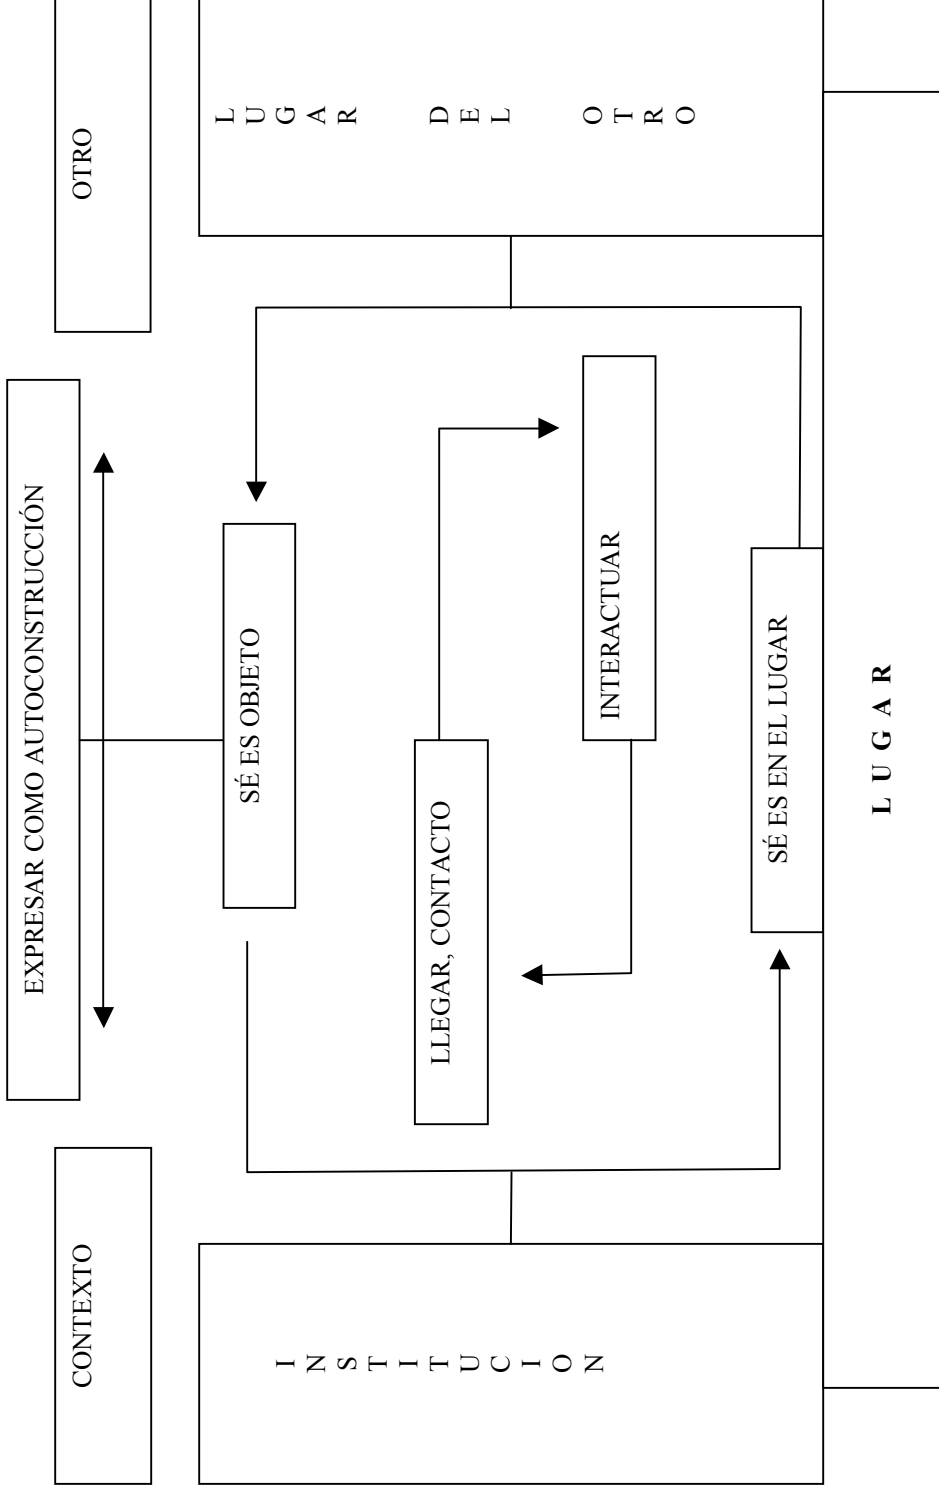 EXPRESAR COMO AUTOCONSTRUCCIÓN
CONTEXTO
OTRO
SÉ ES OBJETO
INSTITUCION
LUGAR DEL OTRO
LLEGAR, CONTACTO
INTERACTUAR
SÉ ES EN EL LUGAR
LUGAR